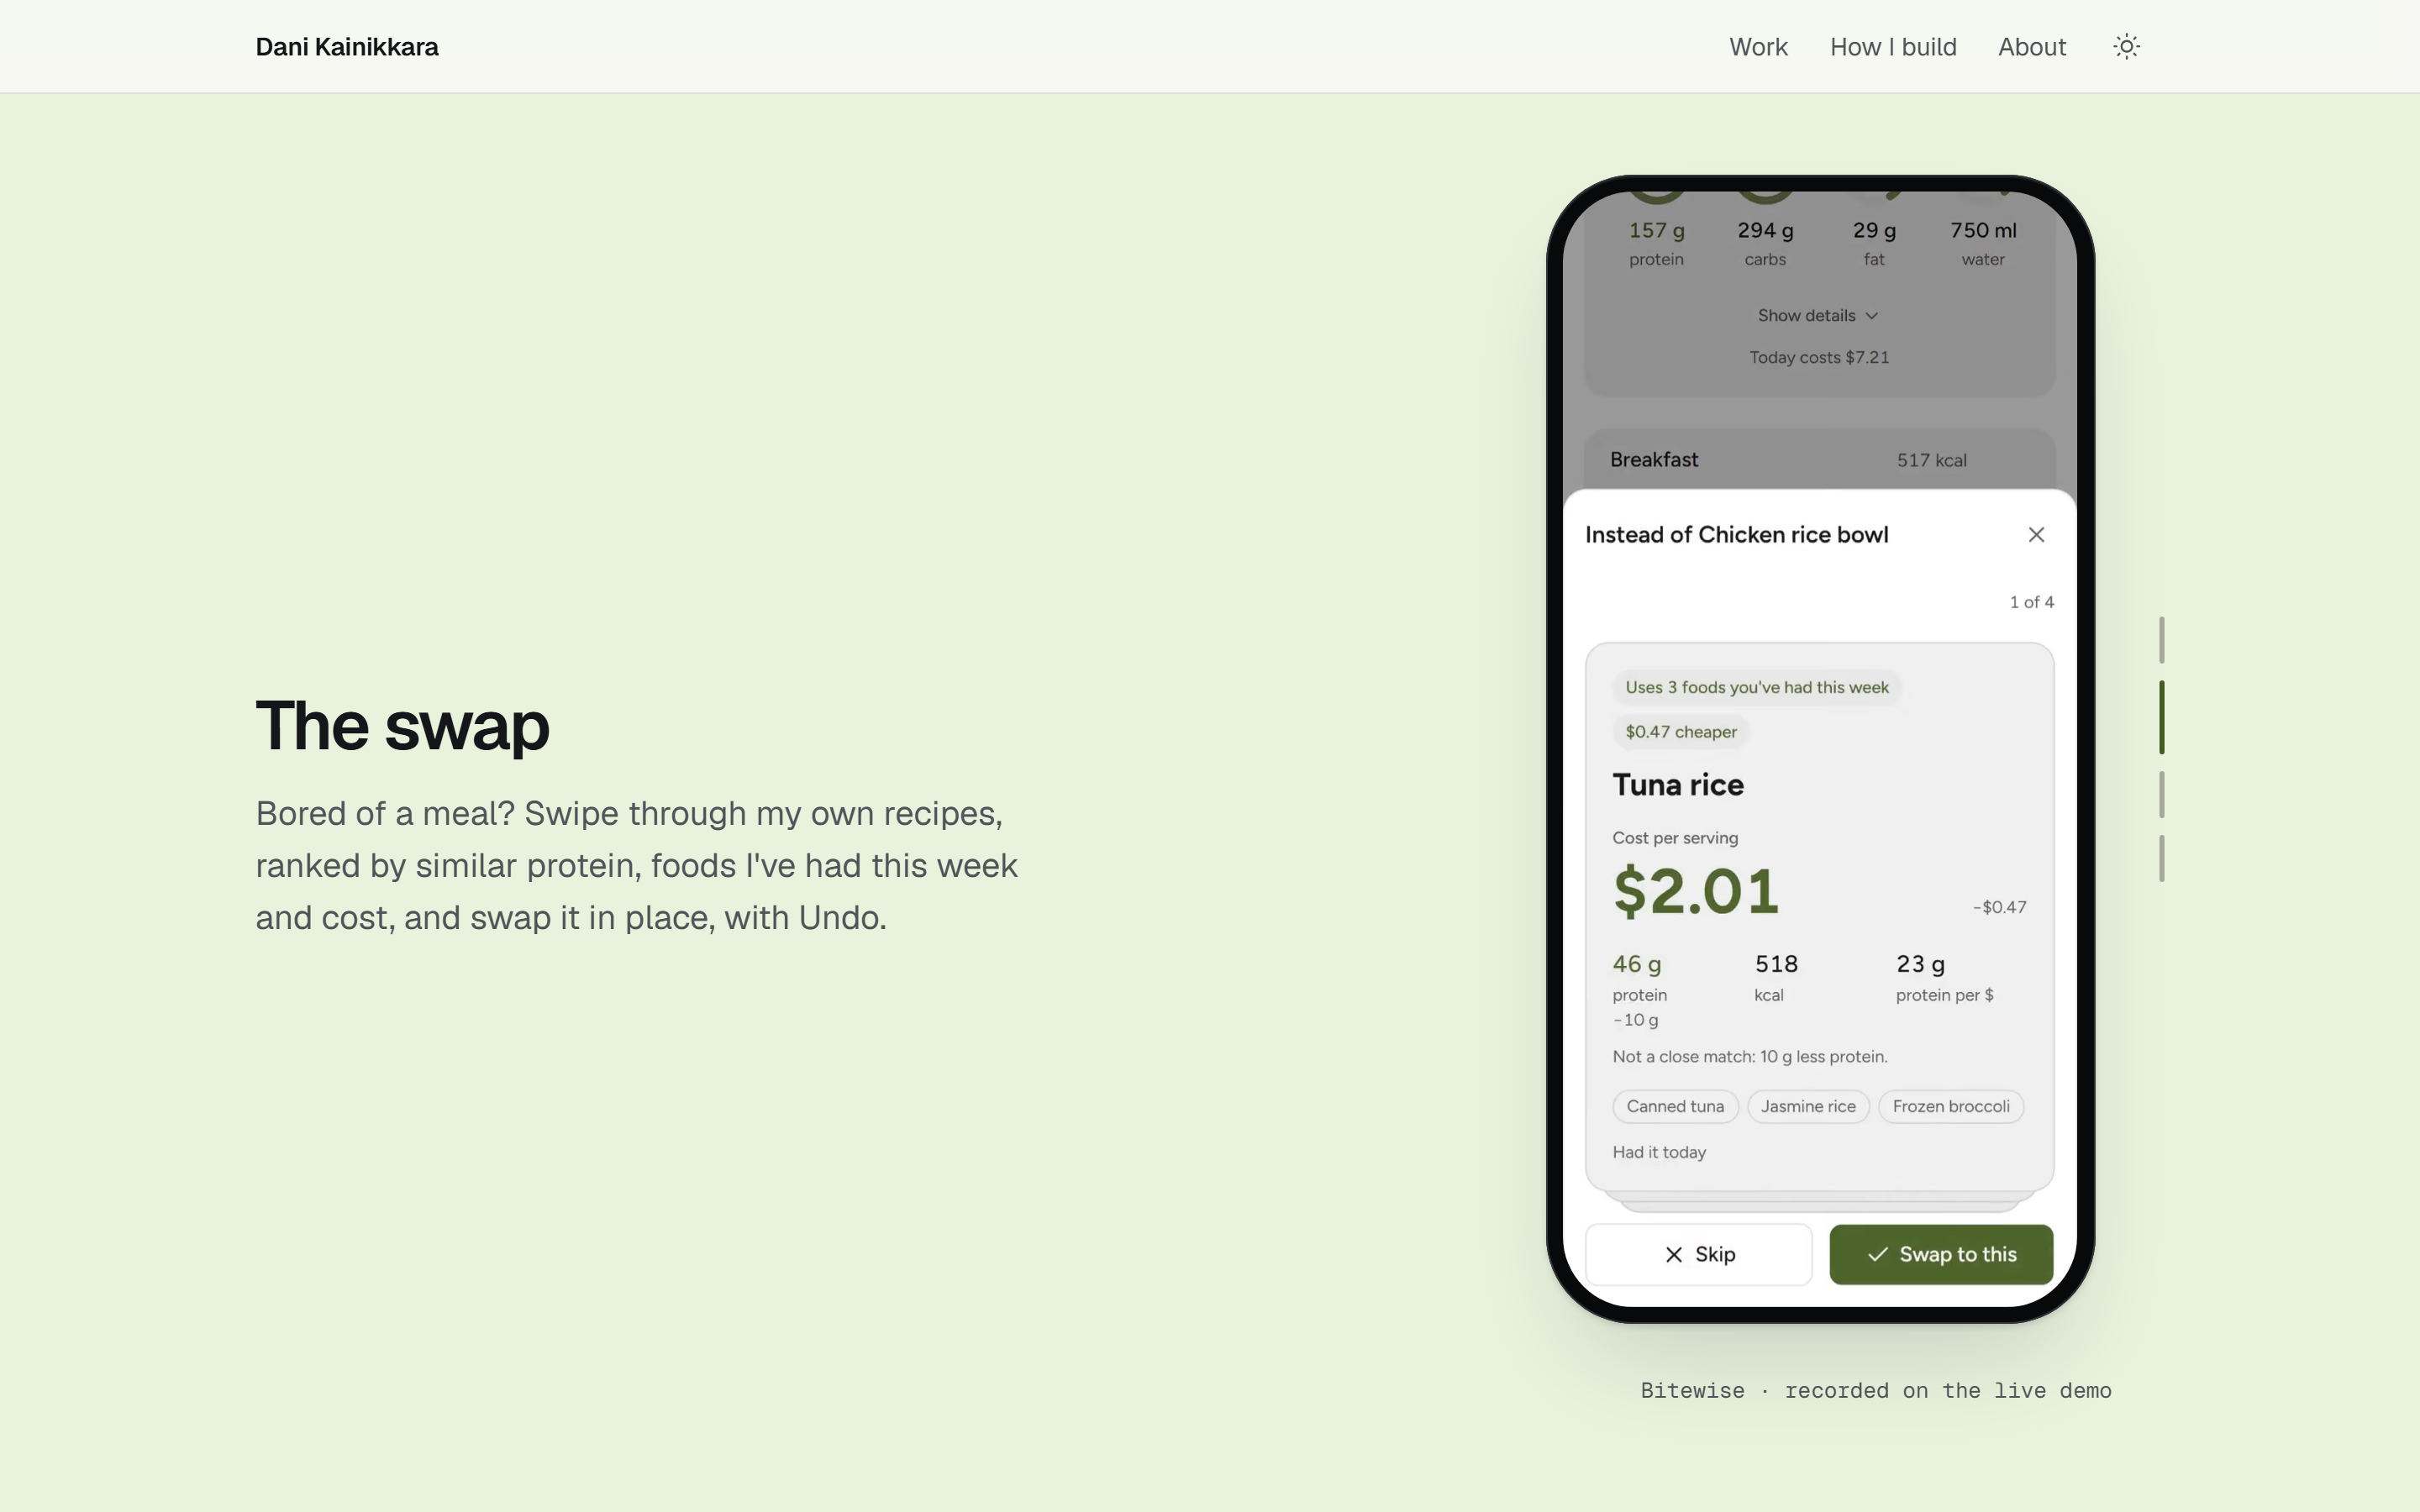 Dani Kainikkara
Work
How I build
About
The swap
Bored of a meal? Swipe through my own recipes,
ranked by similar protein, foods I've had this week
and cost, and swap it in place, with Undo.
157 g
294 g
29 g
750 ml
protein
carbs
fat
water
Show details
Today costs $7.21
Breakfast
517 kcal
Instead of Chicken rice bowl
1 of 4
Uses 3 foods you've had this week
$0.47 cheaper
Tuna rice
Cost per serving
$2.01
−$0.47
46 g
518
23 g
protein
kcal
protein per $
−10 g
Not a close match: 10 g less protein.
Canned tuna
Jasmine rice
Frozen broccoli
Had it today
Skip
Swap to this
Bitewise · recorded on the live demo